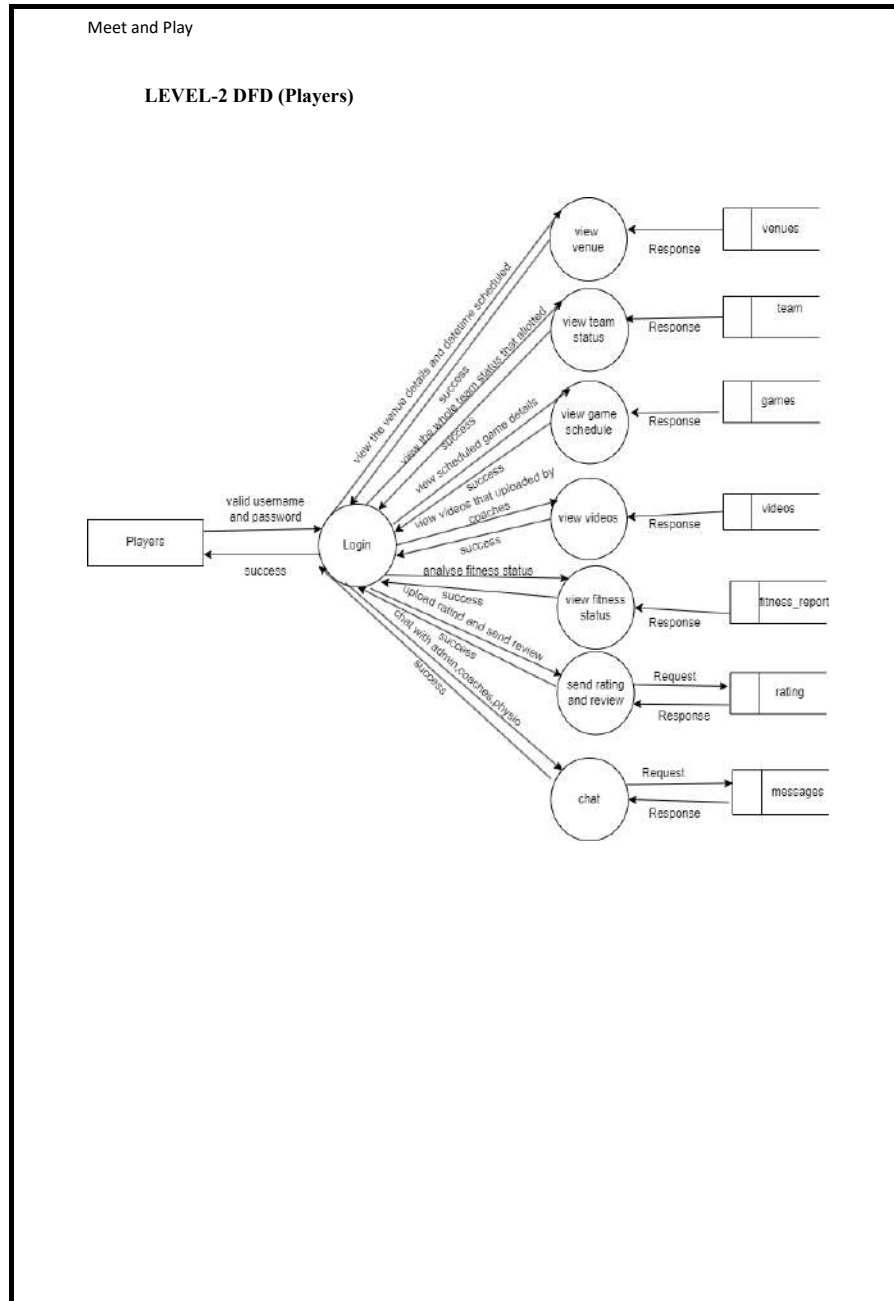 Meet and Play
LEVEL-2 DFD (Players)
view
venue
Response
venues
view the venue details and datetime scheduled
success
view team
status
Response
team
view the whole team status that allotted
success
view game
schedule
Response
games
view scheduled game details
success
view videos
Response
videos
view videos that uploaded by
coaches
success
valid username
and password
Players
success
Login
analyse fitness status
success
view fitness
status
Response
fitness_report
upload ratind and send review
success
send rating
and review
Request
Response
rating
chat with admin,coaches,physio
success
chat
Request
Response
messages